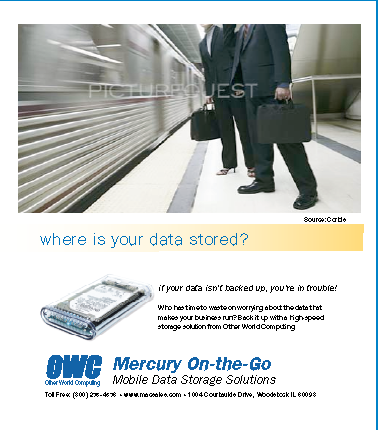 PICTUREQUEST
Source: Corbis
where is your data stored?
if your data isn't backed up, you're in trouble!
Who has time to waste on worrying about the data that
makes your business run? Back it up with a high-speed
storage solution from Other World Computing
OWC
Other World Computing
Mercury On-the-Go
Mobile Data Storage Solutions
Toll Free: (800) • www.macsales.com • 1004 Courtaulds Drive, Woodstock IL 60098